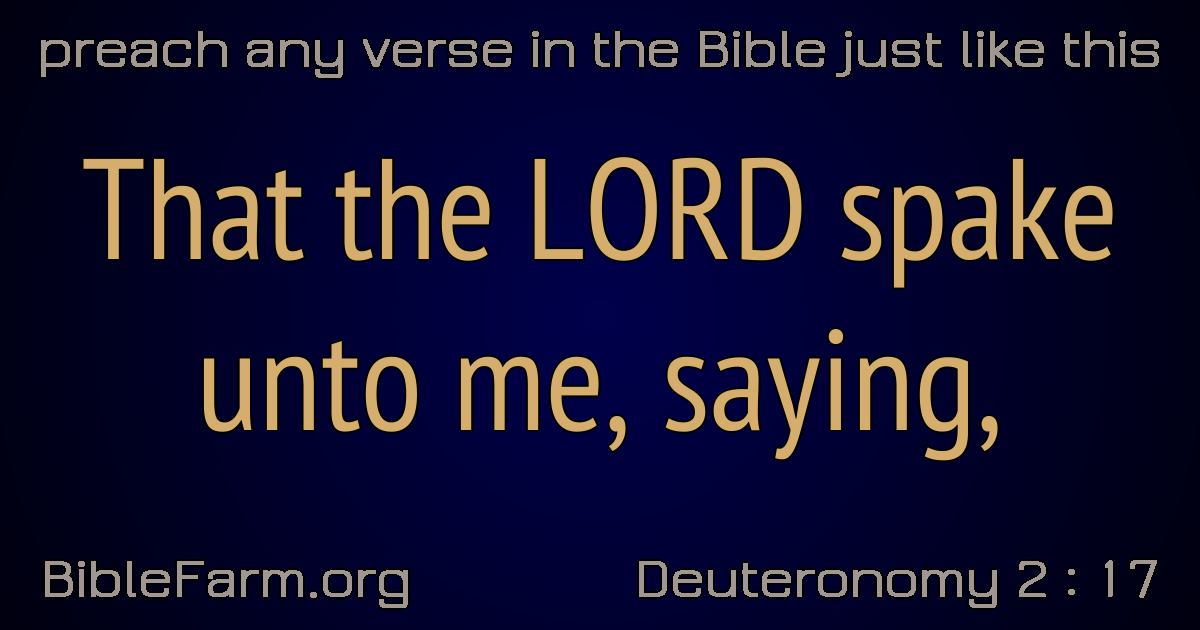 preach any verse in the Bible just like this
That the LORD spake
unto me, saying,
BibleFarm.org
Deuteronomy 2 : 17